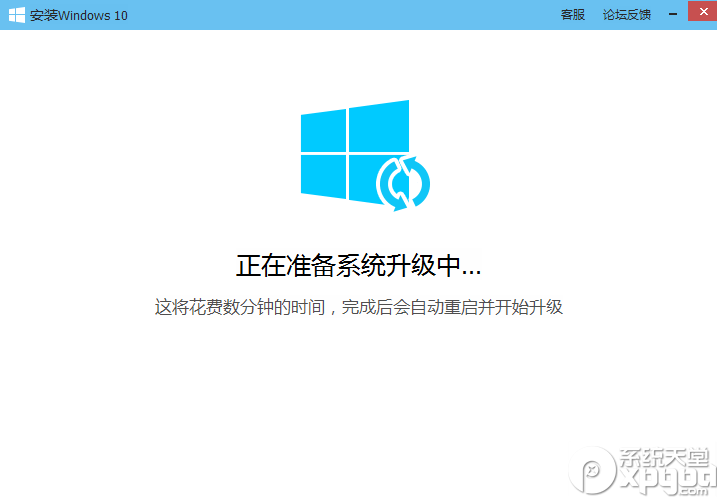 安装Windows 10
客服 论坛反馈
正在准备系统升级中...
这将花费数分钟的时间，完成后会自动重启并开始升级
系统天堂
xpgod
.com